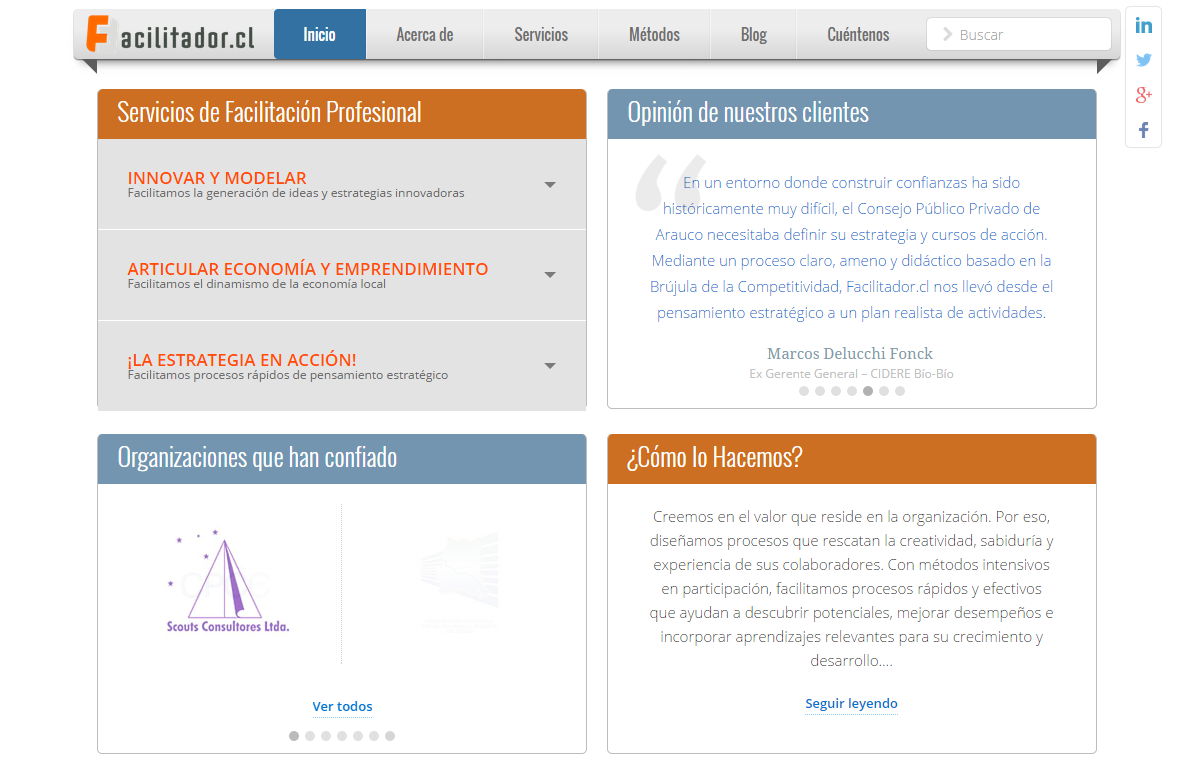 Facilitador.cl
Inicio
Acerca de
Servicios
Métodos
Blog
Cuéntenos
Buscar
Servicios de Facilitación Profesional
INNOVAR Y MODELAR
Facilitamos la generación de ideas y estrategias innovadoras
ARTICULAR ECONOMÍA Y EMPRENDIMIENTO
Facilitamos el dinamismo de la economía local
¡LA ESTRATEGIA EN ACCIÓN!
Facilitamos procesos rápidos de pensamiento estratégico
Opinión de nuestros clientes
En un entorno donde construir confianzas ha sido
históricamente muy difícil, el Consejo Público Privado de
Arauco necesitaba definir su estrategia y cursos de acción.
Mediante un proceso claro, ameno y didáctico basado en la
Brújula de la Competitividad, Facilitador.cl nos llevó desde el
pensamiento estratégico a un plan realista de actividades.
Marcos Delucchi Fonck
Ex Gerente General – CIDERE Bío-Bío
Organizaciones que han confiado
Scouts Consultores Ltda.
Ver todos
¿Cómo lo Hacemos?
Creemos en el valor que reside en la organización. Por eso,
diseñamos procesos que rescatan la creatividad, sabiduría y
experiencia de sus colaboradores. Con métodos intensivos
en participación, facilitamos procesos rápidos y efectivos
que ayudan a descubrir potenciales, mejorar desempeños e
incorporar aprendizajes relevantes para su crecimiento y
desarrollo....
Seguir leyendo